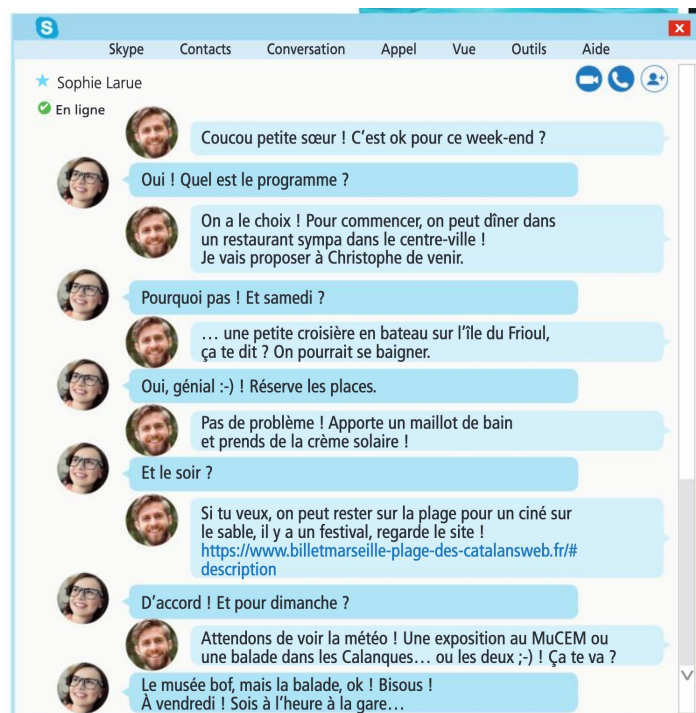 S
X
Skype Contacts Conversation Appel Vue Outils Aide
Sophie Larue
En ligne
Coucou petite sœur ! C'est ok pour ce week-end ?
Oui ! Quel est le programme ?
On a le choix ! Pour commencer, on peut dîner dans
un restaurant sympa dans le centre-ville !
Je vais proposer à Christophe de venir.
Pourquoi pas ! Et samedi ?
… une petite croisière en bateau sur l'île du Frioul,
ça te dit ? On pourrait se baigner.
Oui, génial :-) ! Réserve les places.
Pas de problème ! Apporte un maillot de bain
et prends de la crème solaire !
Et le soir ?
Si tu veux, on peut rester sur la plage pour un ciné sur
le sable, il y a un festival, regarde le site !
https://www.billetmarseille-plage-des-catalansweb.fr/#
description
D'accord ! Et pour dimanche ?
Attendons de voir la météo ! Une exposition au MuCEM ou
une balade dans les Calanques… ou les deux ;-) ! Ça te va ?
Le musée bof, mais la balade, ok ! Bisous !
À vendredi ! Sois à l'heure à la gare…